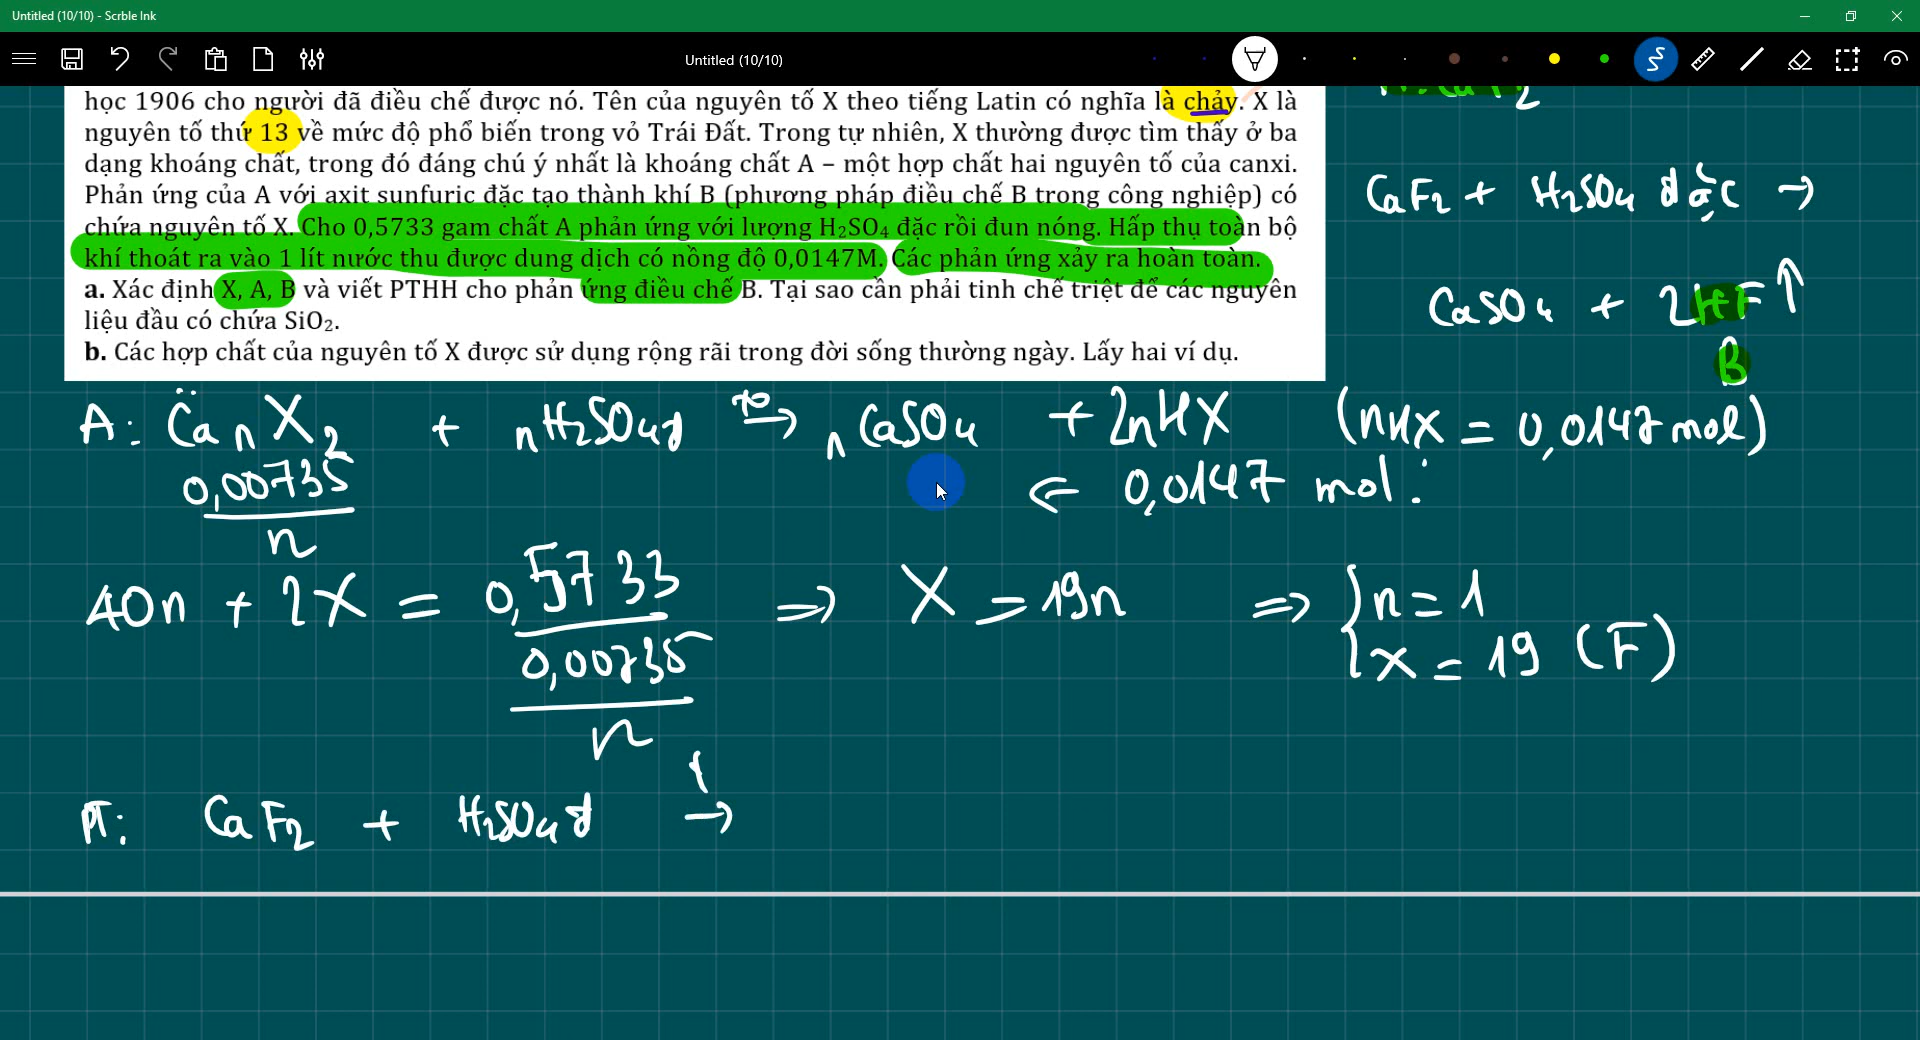 Untitled (10/10) - Scrble Ink
Untitled (10/10)
học 1906 cho người đã điều chế được nó. Tên của nguyên tố X theo tiếng Latin có nghĩa là chảy. X là
nguyên tố thứ 13 về mức độ phổ biến trong vỏ Trái Đất. Trong tự nhiên, X thường được tìm thấy ở ba
dạng khoáng chất, trong đó đáng chú ý nhất là khoáng chất A – một hợp chất hai nguyên tố của canxi.
Phản ứng của A với axit sunfuric đặc tạo thành khí B (phương pháp điều chế B trong công nghiệp) có
chứa nguyên tố X. Cho 0,5733 gam chất A phản ứng với lượng H₂SO₄ đặc rồi đun nóng. Hấp thụ toàn bộ
khí thoát ra vào 1 lít nước thu được dung dịch có nồng độ 0,0147M. Các phản ứng xảy ra hoàn toàn.
a. Xác định X, A, B và viết PTHH cho phản ứng điều chế B. Tại sao cần phải tinh chế triệt để các nguyên
liệu đầu có chứa SiO₂.
b. Các hợp chất của nguyên tố X được sử dụng rộng rãi trong đời sống thường ngày. Lấy hai ví dụ.
CaF₂ + H₂SO₄ đặc →
CaSO₄ + 2HF ↑
B
A: CanX₂ + nH₂SO₄đ →t° nCaSO₄ + 2nHX (nHX = 0,0147 mol)
0,00735 ← 0,0147 mol:
n
40n + 2X = 0,5733 ⇒ X = 19n ⇒ { n = 1
0,00735 X = 19 (F)
n
PT: CaF₂ + H₂SO₄đ →